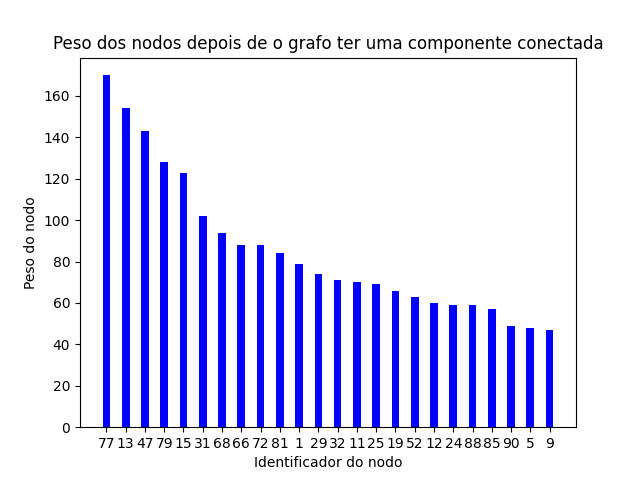 Peso dos nodos depois de o grafo ter uma componente conectada
Peso do nodo
160
140
120
100
80
60
40
20
0
77 13 47 79 15 31 68 66 72 81 1 29 32 11 25 19 52 12 24 88 85 90 5 9
Identificador do nodo